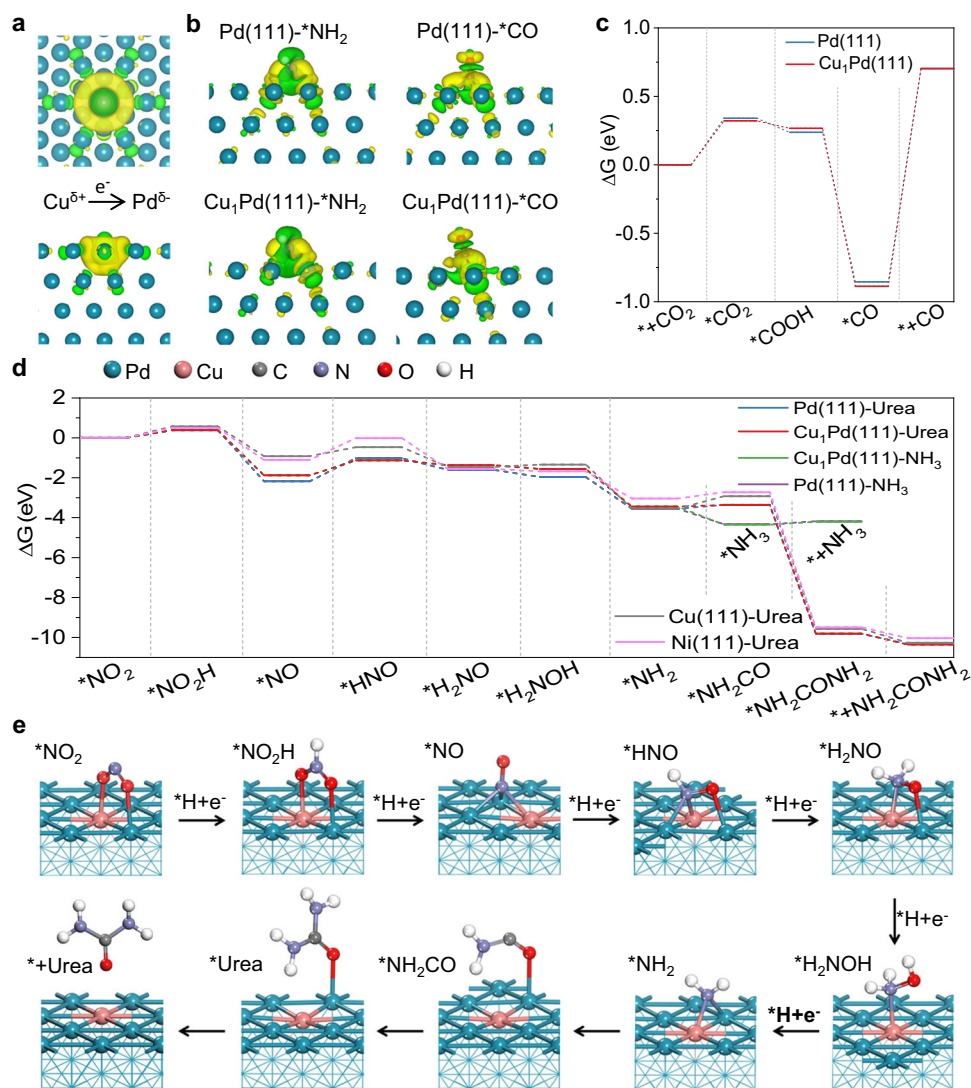 a
Cu^δ+ e⁻→ Pd^δ-
b
Pd(111)-*NH₂
Pd(111)-*CO
Cu₁Pd(111)-*NH₂
Cu₁Pd(111)-*CO
c
1.0
0.5
0.0
-0.5
-1.0
ΔG (eV)
Pd(111)
Cu₁Pd(111)
*+CO₂
*CO₂
*COOH
*CO
*+CO
d
Pd
Cu
C
N
O
H
2
0
-2
-4
-6
-8
-10
ΔG (eV)
Pd(111)-Urea
Cu₁Pd(111)-Urea
Cu₁Pd(111)-NH₃
Pd(111)-NH₃
*NH₃
*+NH₃
Cu(111)-Urea
Ni(111)-Urea
*NO₂
*NO₂H
*NO
*HNO
*H₂NO
*H₂NOH
*NH₂
*NH₂CO
*NH₂CONH₂
*+NH₂CONH₂
e
*NO₂
*H+e⁻
*NO₂H
*H+e⁻
*NO
*H+e⁻
*HNO
*H+e⁻
*H₂NO
*H+e⁻
*H₂NOH
*H+e⁻
*NH₂
*NH₂CO
*Urea
*+Urea